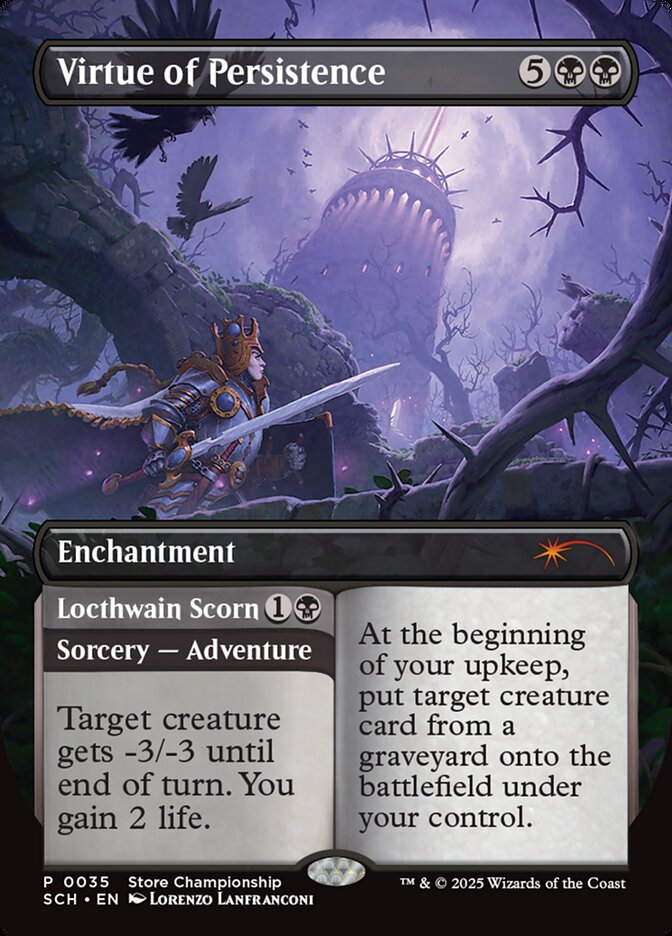 Virtue of Persistence 5
Enchantment
Locthwain Scorn 1
Sorcery — Adventure
Target creature
gets -3/-3 until
end of turn. You
gain 2 life.
At the beginning
of your upkeep,
put target creature
card from a
graveyard onto the
battlefield under
your control.
P 0035 Store Championship
SCH • EN Lorenzo Lanfranconi
™ & © 2025 Wizards of the Coast